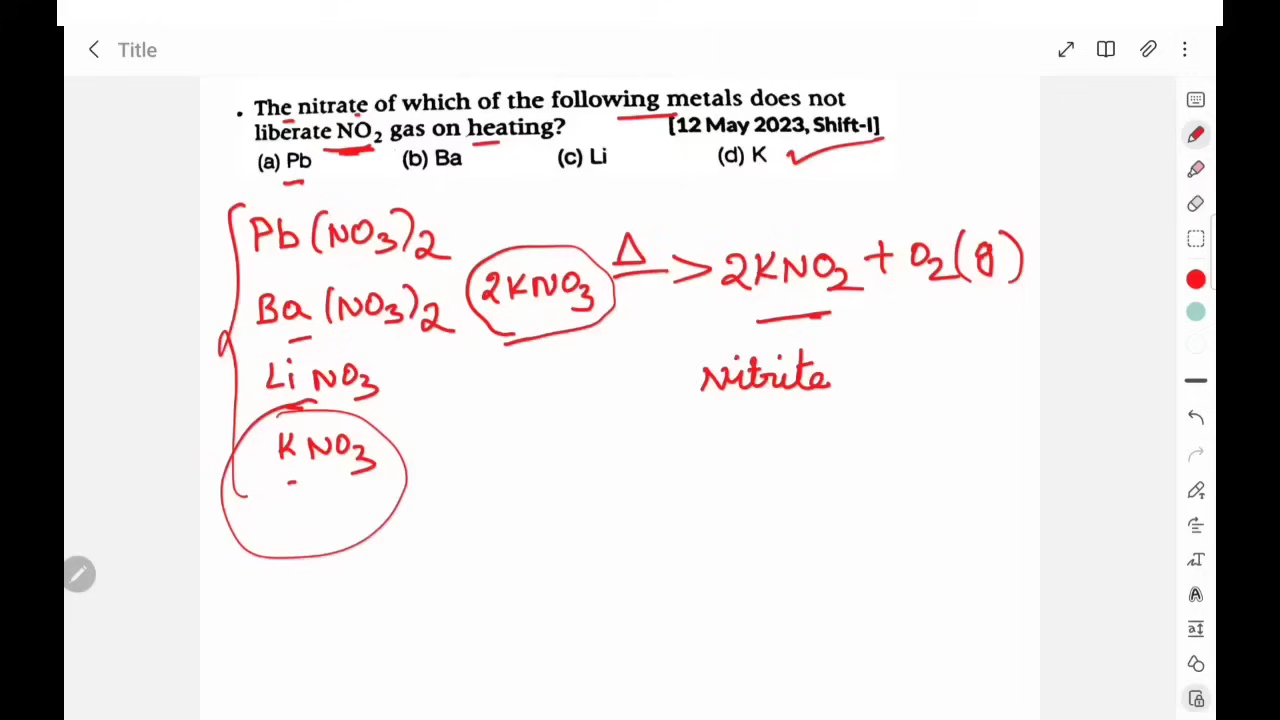 Title
. The nitrate of which of the following metals does not
liberate NO₂ gas on heating? [12 May 2023, Shift-I]
(a) Pb (b) Ba (c) Li (d) K
Pb(NO₃)₂
Ba(NO₃)₂
LiNO₃
KNO₃
2KNO₃ Δ> 2KNO₂ + O₂(g)
Nitrite